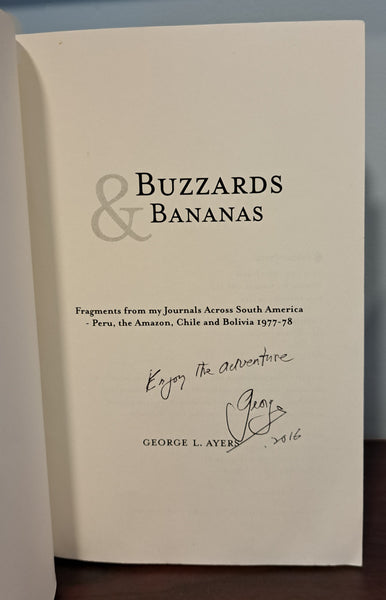 & BUZZARDS
BANANAS
Fragments from my Journals Across South America
- Peru, the Amazon, Chile and Bolivia 1977-78
Enjoy the adventure
George
GEORGE L. AYERS
.2016